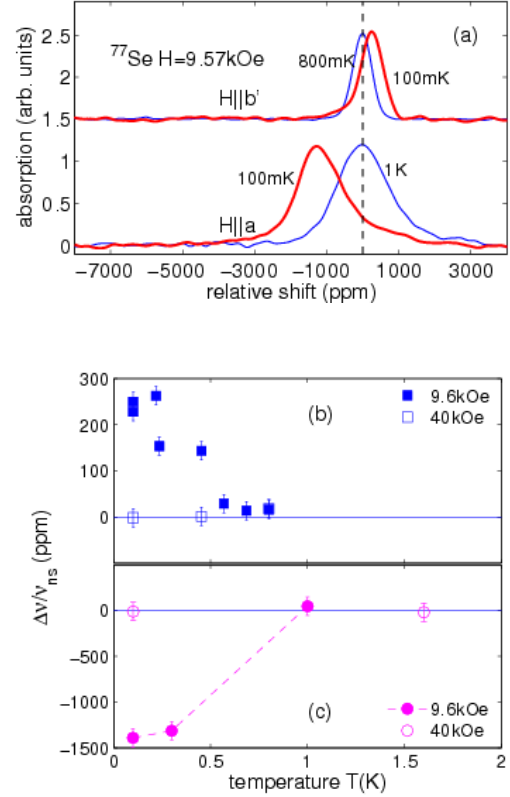 (a)
⁷⁷Se H=9.57kOe
800mK
100mK
H||b'
100mK
1K
H||a
absorption (arb. units)
2.5
2
1.5
1
0.5
0
−7000 −5000 −3000 −1000 0 1000 3000
relative shift (ppm)
300
200
100
0
(b)
9.6kOe
40kOe
Δν/ν_ns (ppm)
0
−500
−1000
−1500
(c)
9.6kOe
40kOe
0 0.5 1 1.5 2
temperature T(K)